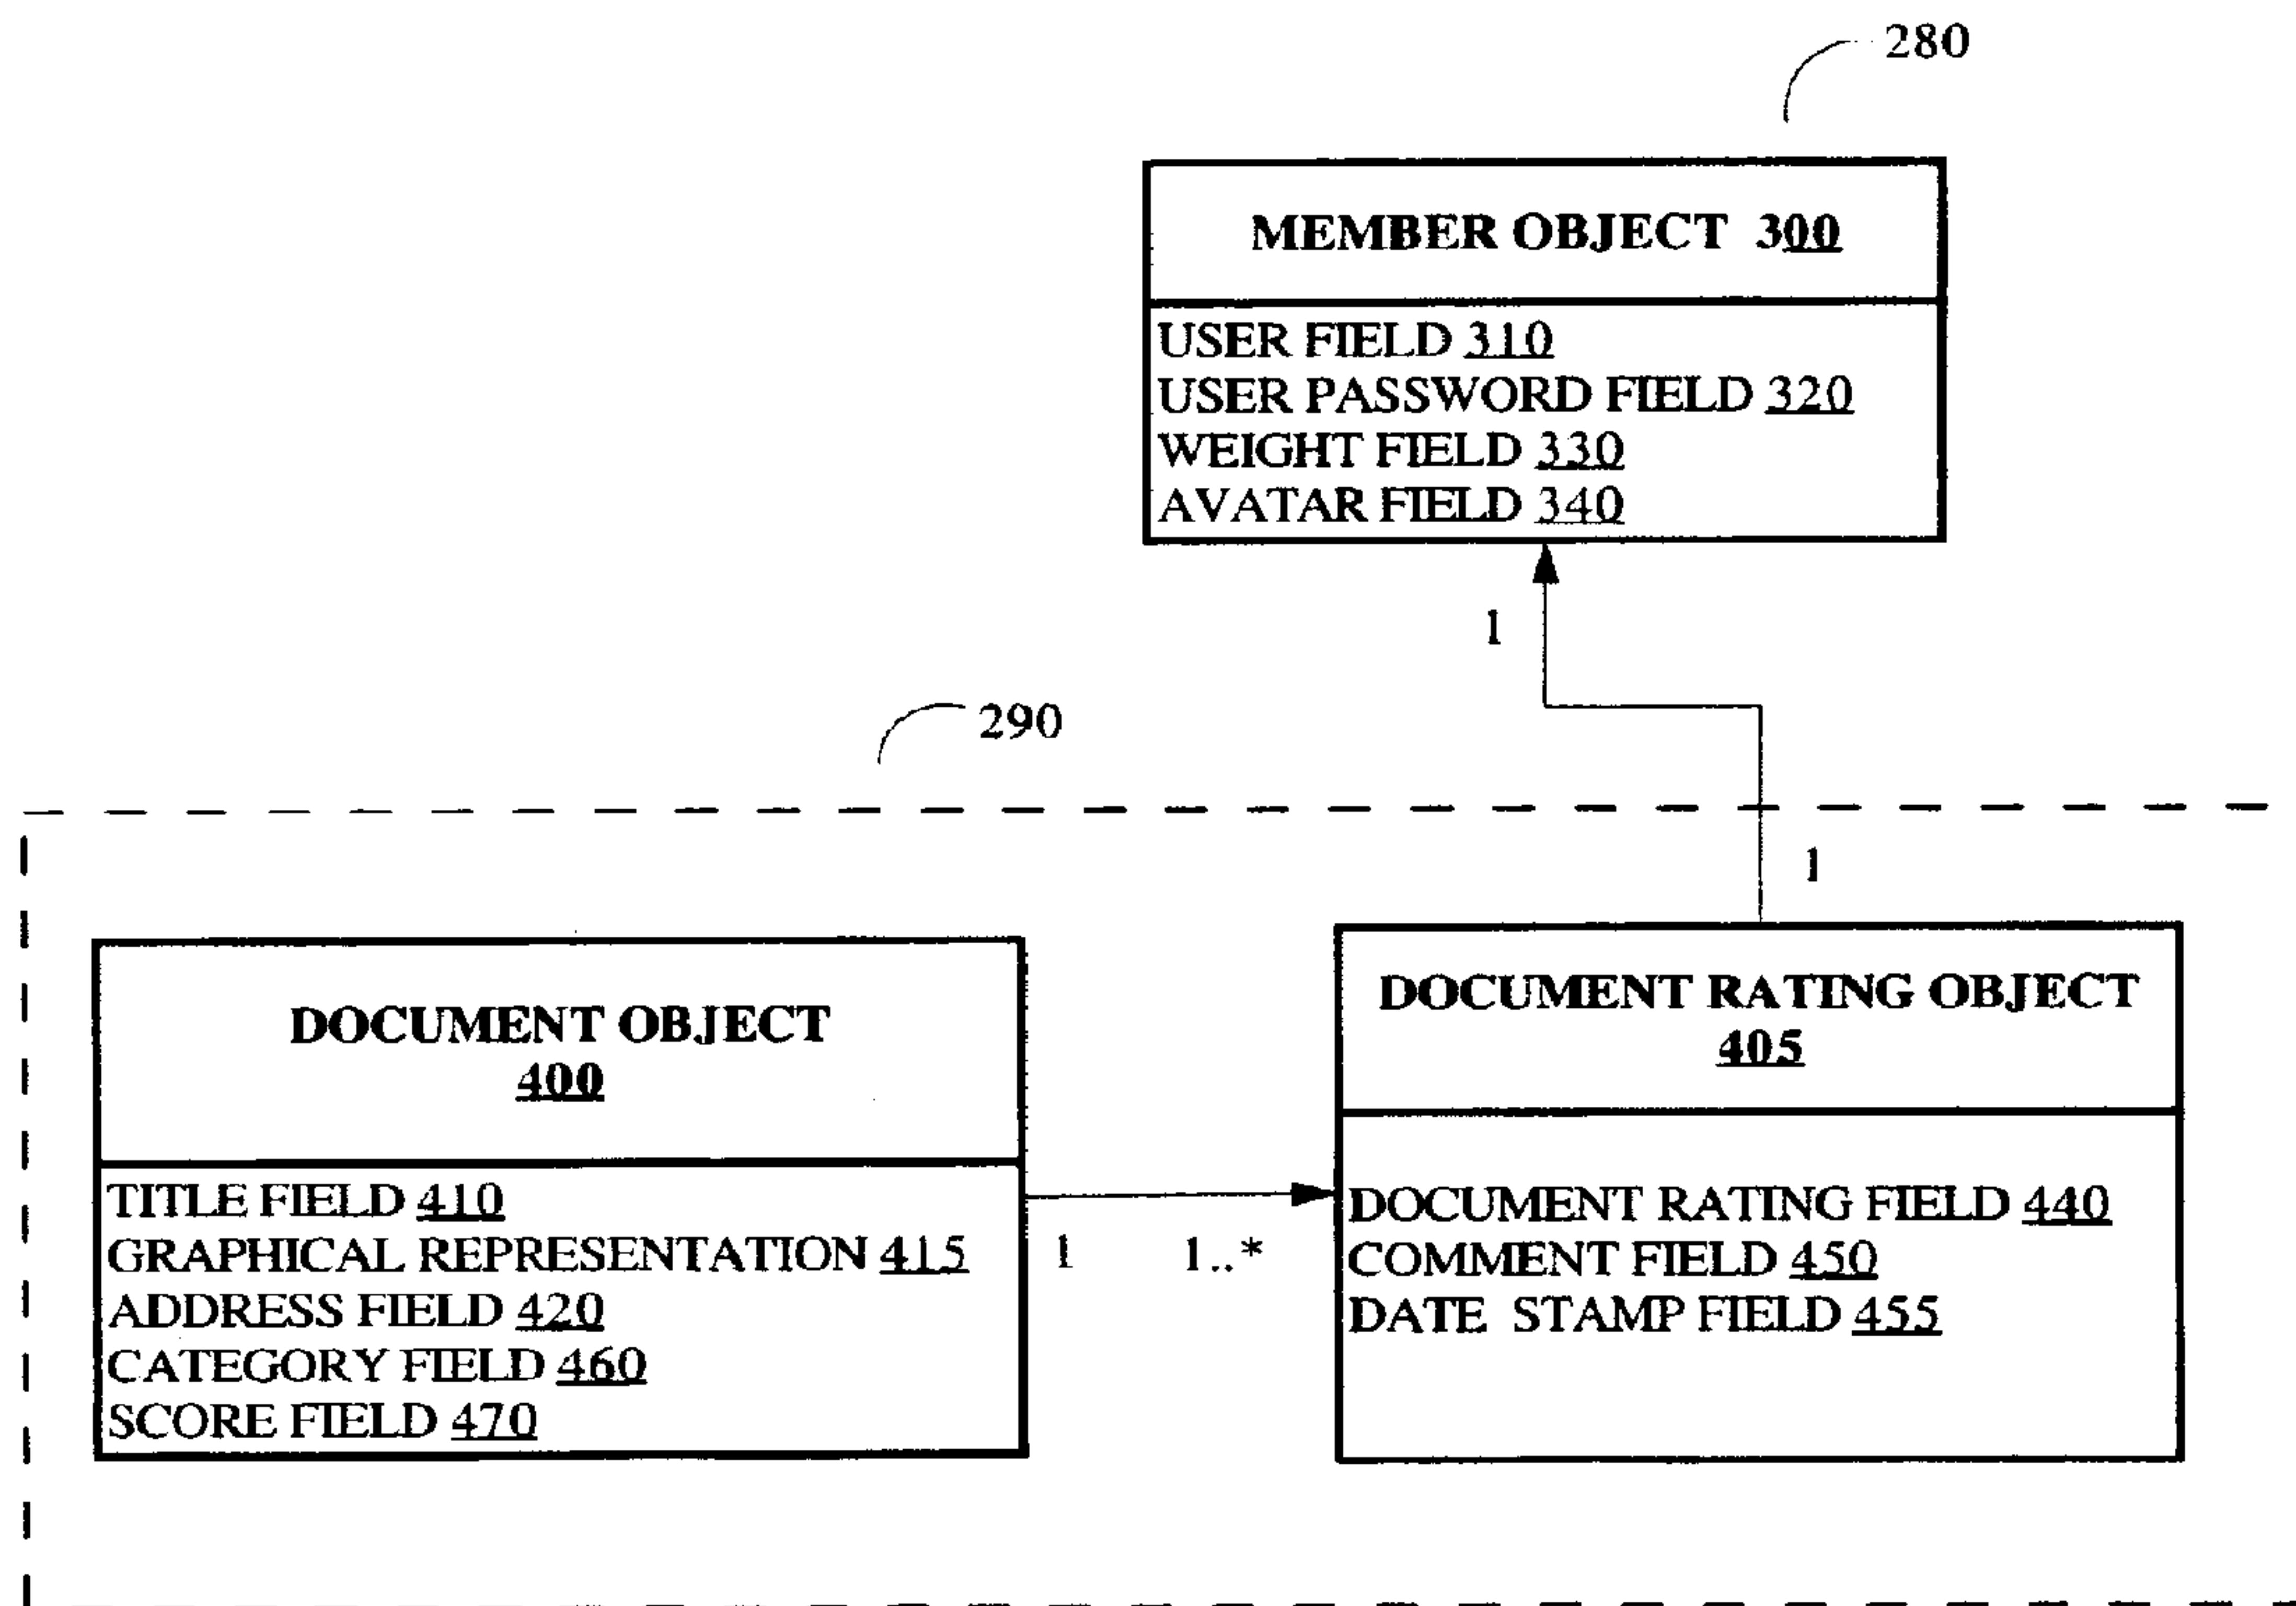 280
MEMBER OBJECT 300
USER FIELD 310
USER PASSWORD FIELD 320
WEIGHT FIELD 330
AVATAR FIELD 340
1
290
1
DOCUMENT OBJECT
400
TITLE FIELD 410
GRAPHICAL REPRESENTATION 415
ADDRESS FIELD 420
CATEGORY FIELD 460
SCORE FIELD 470
1 1..*
DOCUMENT RATING OBJECT
405
DOCUMENT RATING FIELD 440
COMMENT FIELD 450
DATE STAMP FIELD 455